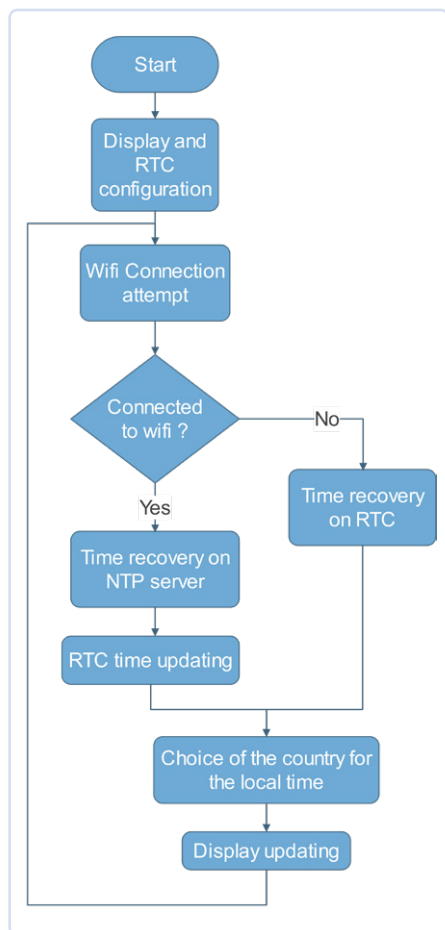 Start
Display and
RTC
configuration
Wifi Connection
attempt
Connected
to wifi ?
No
Yes
Time recovery
on RTC
Time recovery on
NTP server
RTC time updating
Choice of the country for
the local time
Display updating